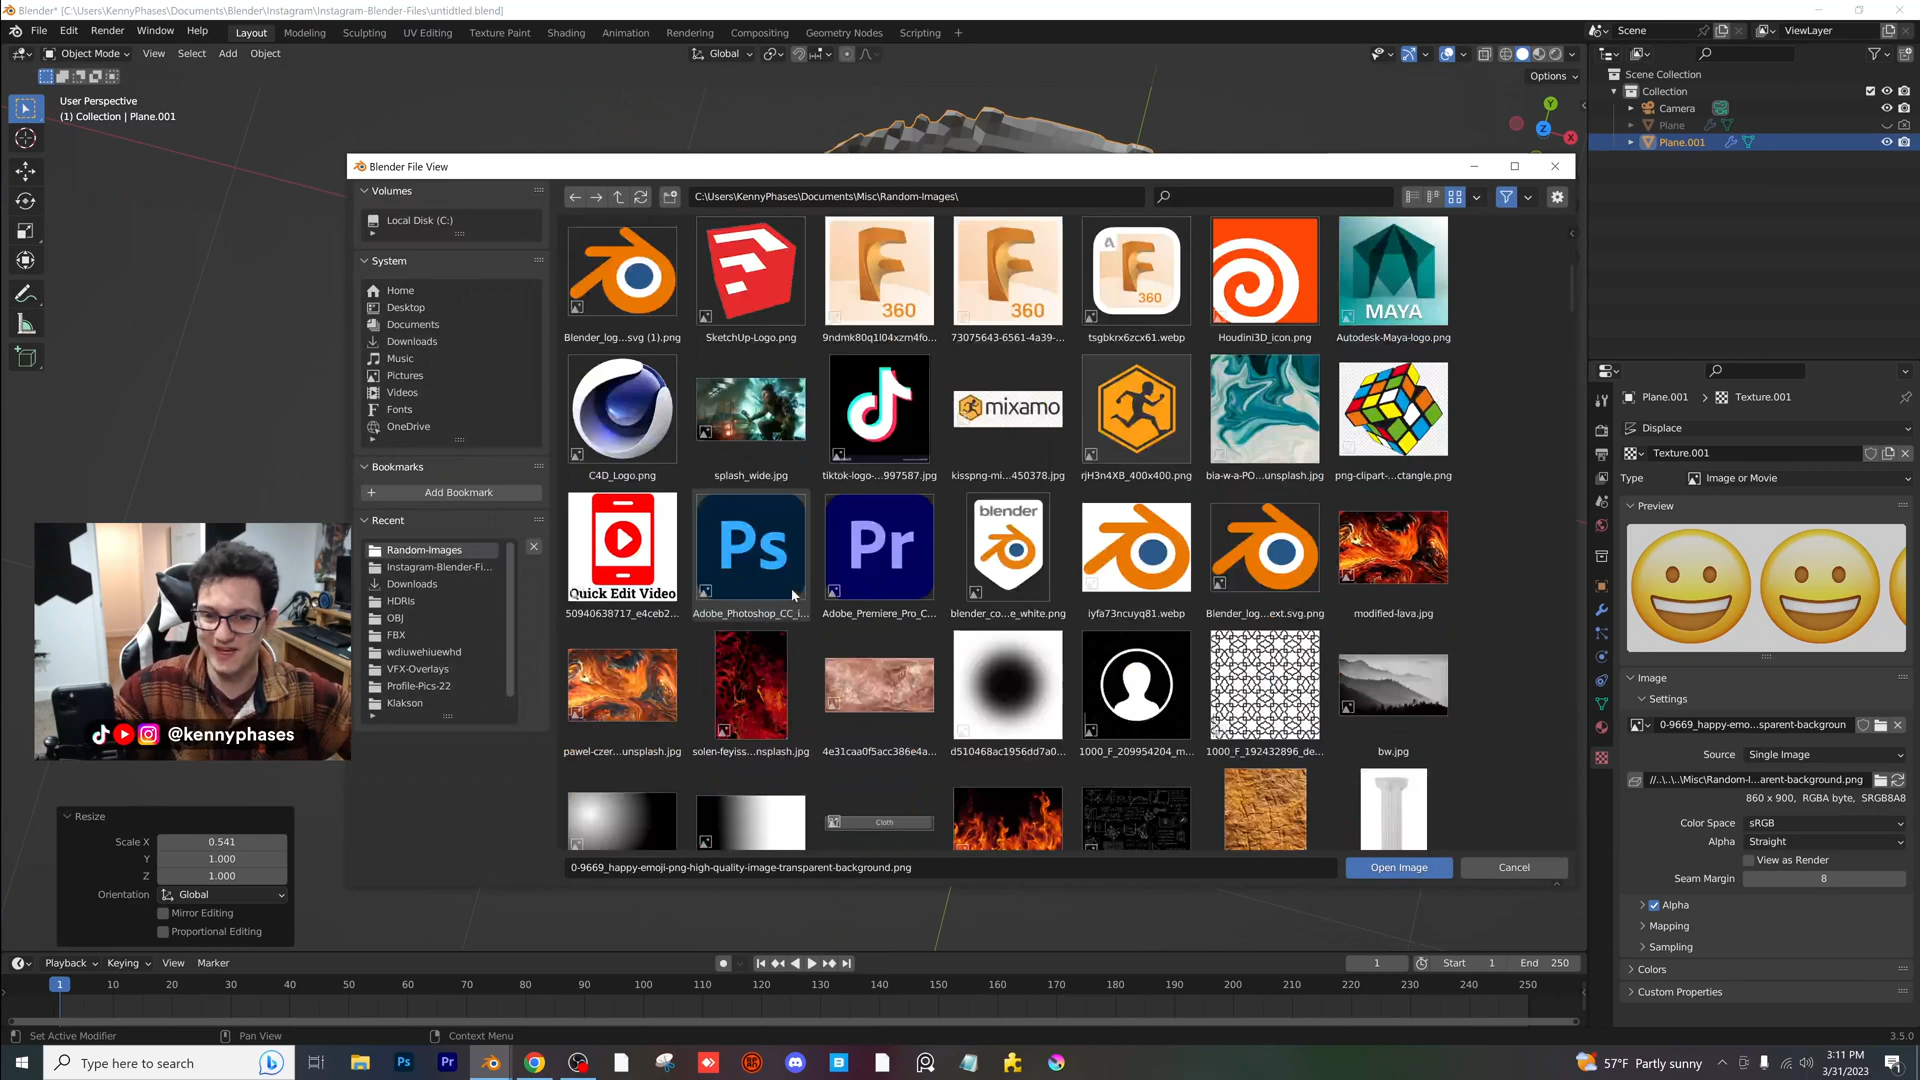 Blender* [C:\Users\KennyPhases\Documents\Blender\Instagram\Instagram-Blender-Files\untidtled.blend]
File Edit Render Window Help Layout Modeling Sculpting UV Editing Texture Paint Shading Animation Rendering Compositing Geometry Nodes Scripting + Scene ViewLayer
Object Mode View Select Add Object Global
Options
User Perspective
(1) Collection | Plane.001
Y
Z
X
Scene Collection
Collection
Camera
Plane
Plane.001
Blender File View
Volumes
Local Disk (C:)
System
Home
Desktop
Documents
Downloads
Music
Pictures
Videos
Fonts
OneDrive
Bookmarks
Add Bookmark
Recent
Random-Images
Instagram-Blender-Fi...
Downloads
HDRIs
OBJ
FBX
wdiuwehiuewhd
VFX-Overlays
Profile-Pics-22
Klakson
C:\Users\KennyPhases\Documents\Misc\Random-Images\
360 360 A 360 MAYA
Blender_log...svg (1).png SketchUp-Logo.png 9ndmk80q1l04xzm4fo... 73075643-6561-4a39-... tsgbkrx6zcx61.webp Houdini3D_icon.png Autodesk-Maya-logo.png
mixamo
C4D_Logo.png splash_wide.jpg tiktok-logo-...997587.jpg kisspng-mi...450378.jpg rjH3n4X8_400x400.png bia-w-a-PO...unsplash.jpg png-clipart-...ctangle.png
Quick Edit Video Ps Pr blender
50940638717_e4ceb2... Adobe_Photoshop_CC_i... Adobe_Premiere_Pro_C... blender_co...e_white.png iyfa73ncuyq81.webp Blender_log...ext.svg.png modified-lava.jpg
pawel-czer...unsplash.jpg solen-feyiss...nsplash.jpg 4e31caa0f5acc386e4a... d510468ac1956dd7a0... 1000_F_209954204_m... 1000_F_192432896_de... bw.jpg
Cloth
0-9669_happy-emoji-png-high-quality-image-transparent-background.png Open Image Cancel
@kennyphases
Resize
Scale X 0.541
Y 1.000
Z 1.000
Orientation Global
Mirror Editing
Proportional Editing
Plane.001 Texture.001
Displace
Texture.001
Type Image or Movie
Preview
Image
Settings
0-9669_happy-emo...sparent-backgroun
Source Single Image
//..\..\..\Misc\Random-I...arent-background.png
860 x 900, RGBA byte, SRGB8A8
Color Space sRGB
Alpha Straight
View as Render
Seam Margin 8
Alpha
Mapping
Sampling
Colors
Custom Properties
Playback Keying View Marker 1 Start 1 End 250
1 10 20 30 40 50 60 70 80 90 100 110 120 130 140 150 160 170 180 190 200 210 220 230 240 250
Set Active Modifier Pan View Context Menu 3.5.0
Type here to search Ps Pr 57°F Partly sunny 3:11 PM
3/31/2023